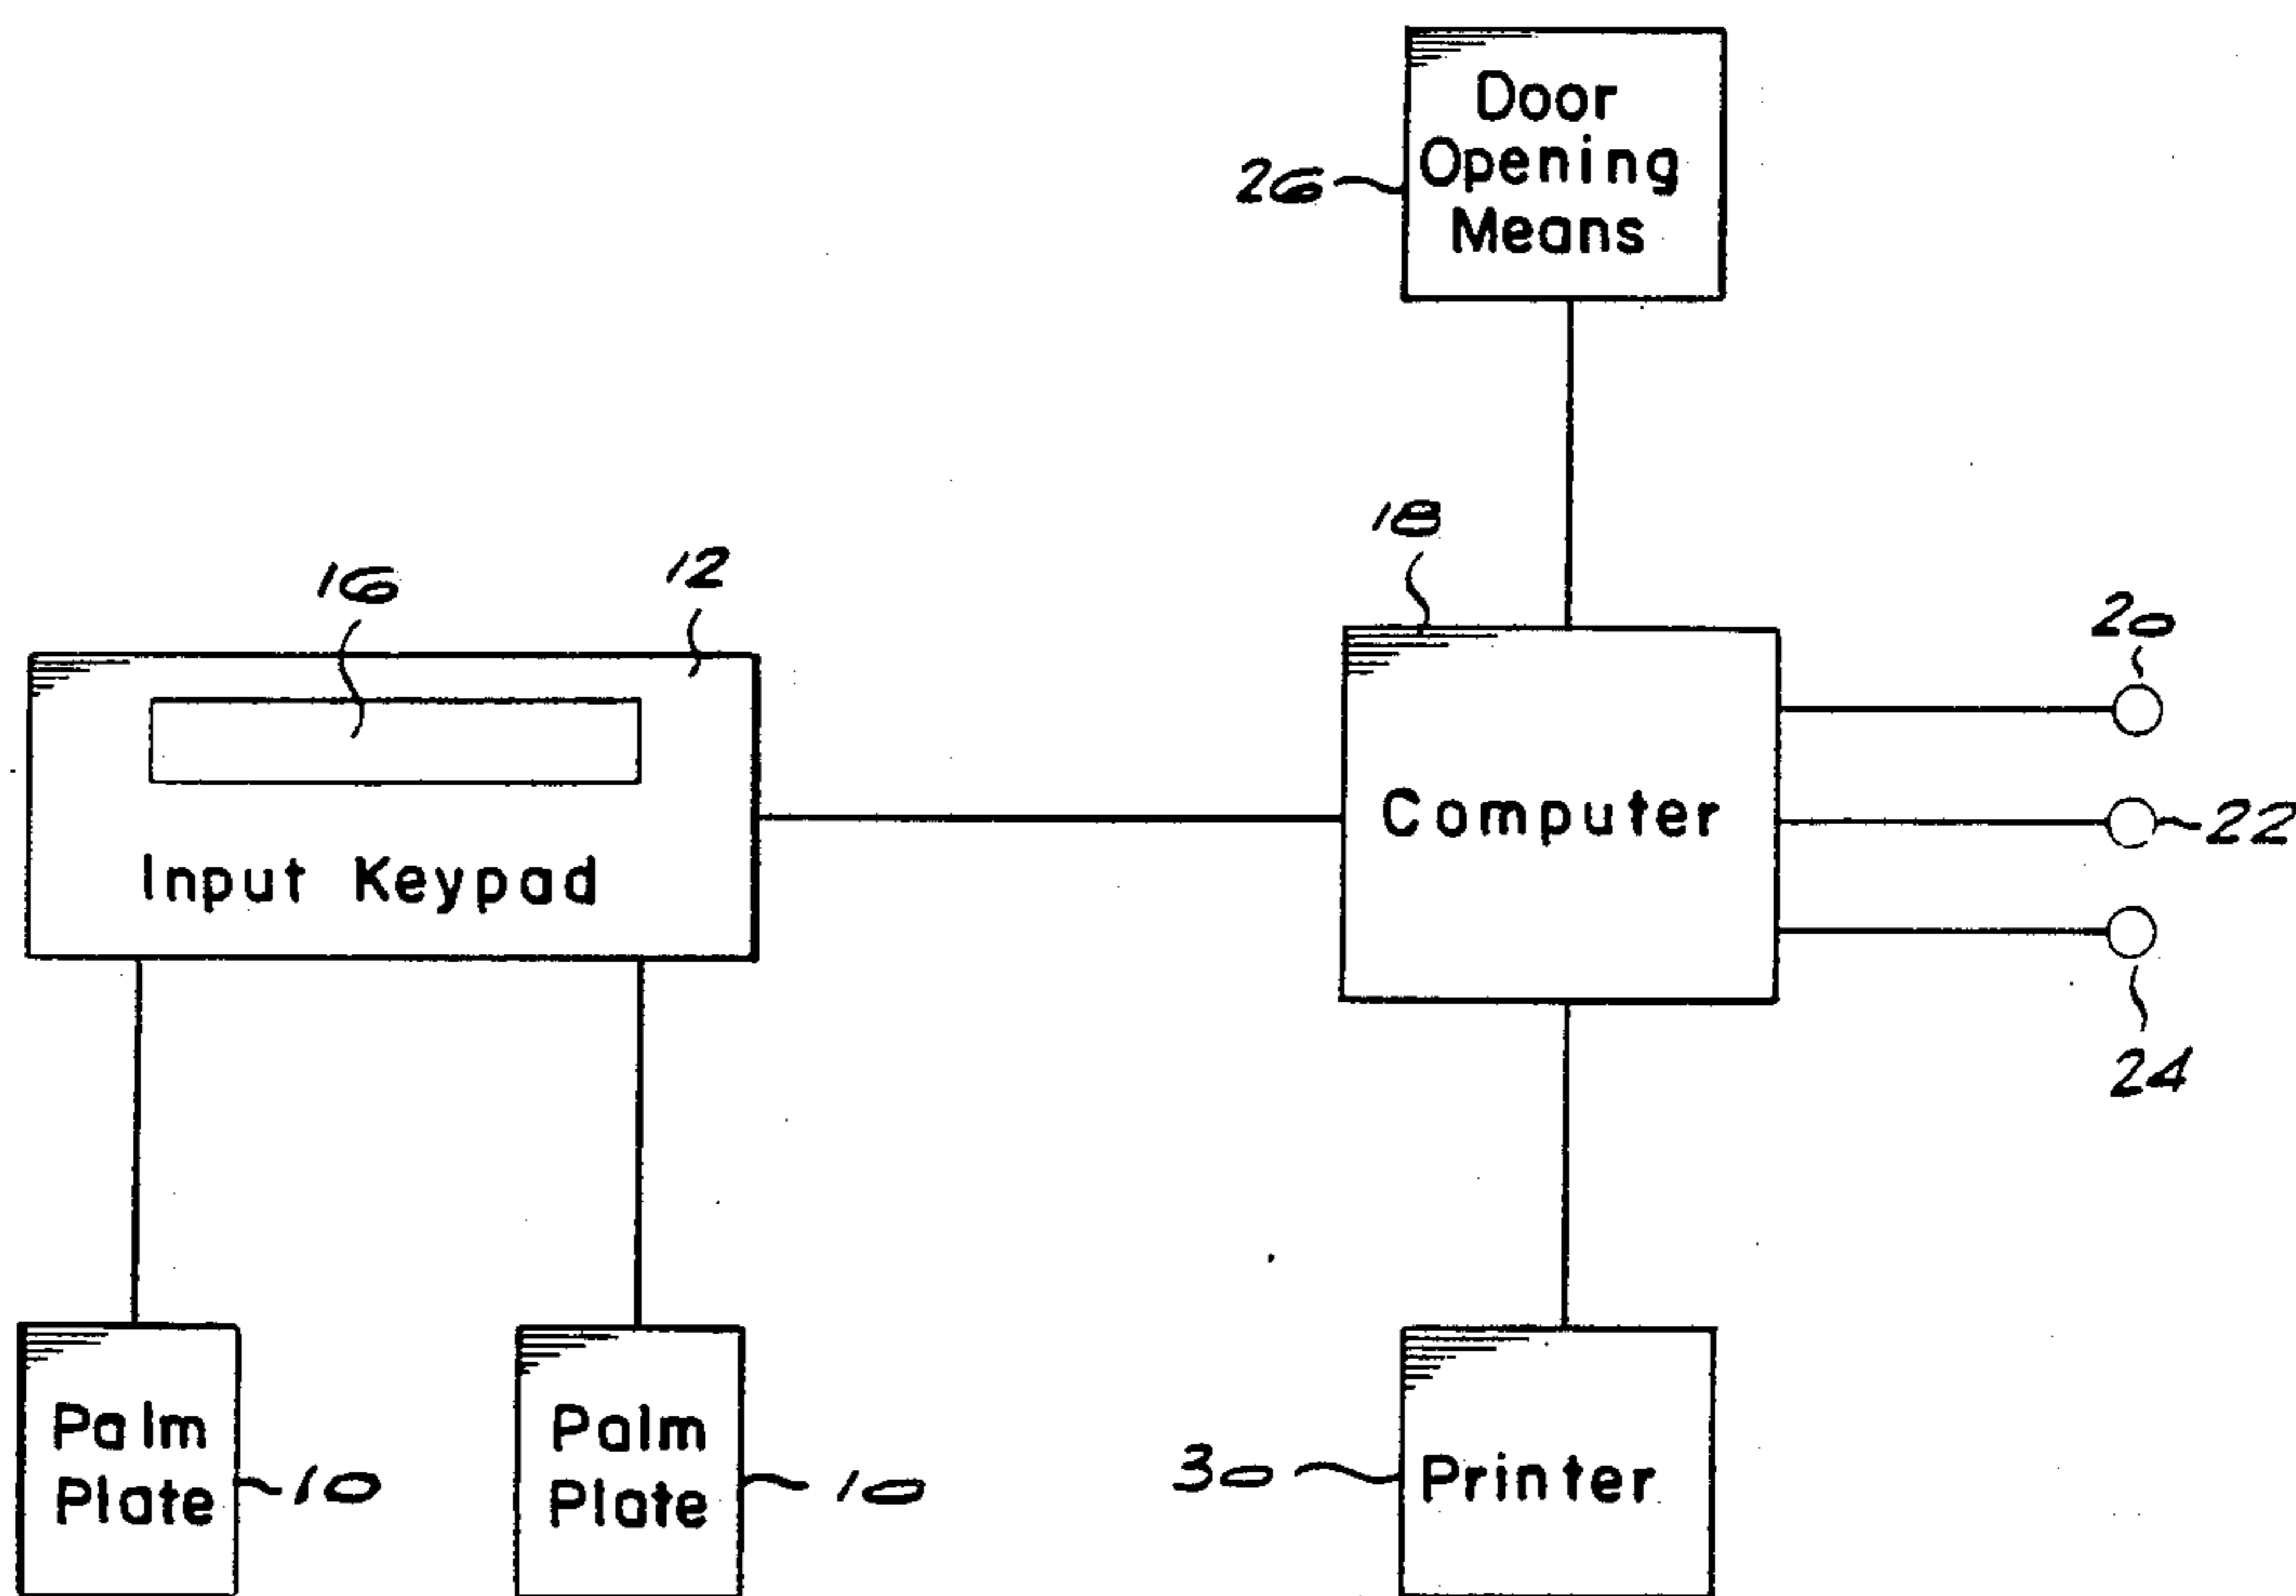 Door
Opening
Means
26
18
12
16
20
Computer
22
Input Keypad
24
Palm
Plate
10
Palm
Plate
10
30
Printer